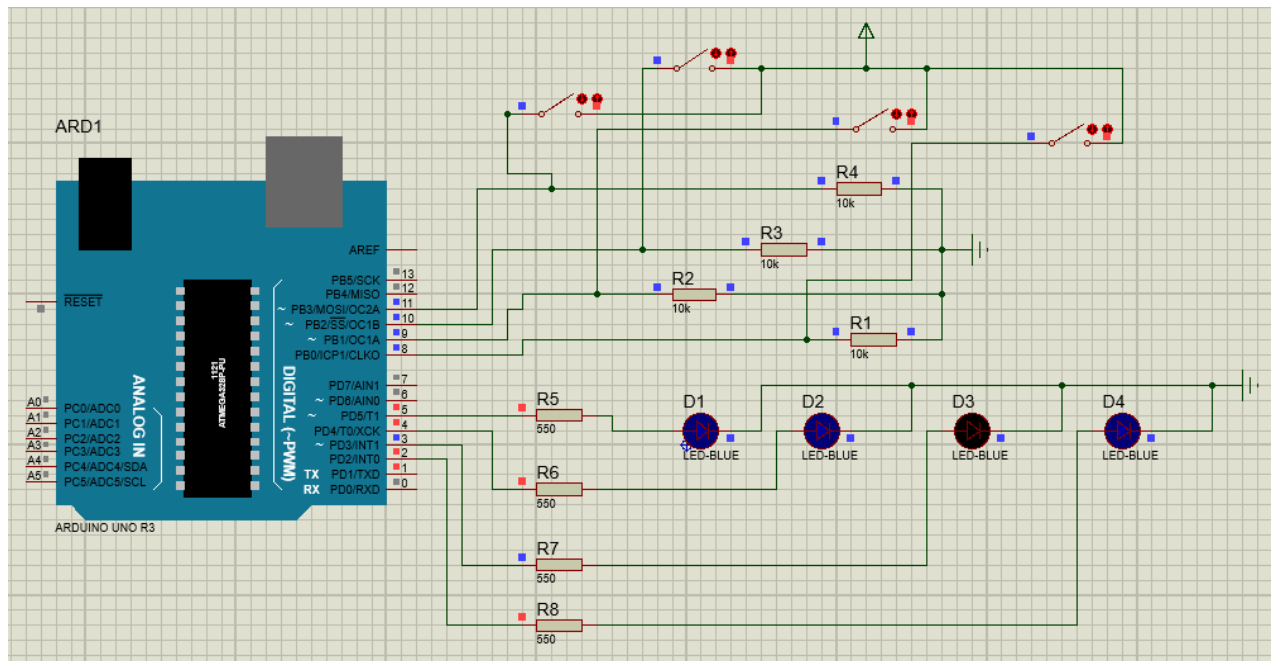 ARD1
R4
10k
R3
10k
R2
10k
R1
10k
AREF
RESET
PB5/SCK 13
PB4/MISO 12
~ PB3/MOSI/OC2A 11
~ PB2/SS/OC1B 10
~ PB1/OC1A 9
PB0/ICP1/CLKO 8
PD7/AIN1 7
~ PD6/AIN0 6
~ PD5/T1 5
PD4/T0/XCK 4
~ PD3/INT1 3
PD2/INT0 2
TX PD1/TXD 1
RX PD0/RXD 0
DIGITAL (~PWM)
ANALOG IN
1121
ATMEGA328P-PU
A0 PC0/ADC0
A1 PC1/ADC1
A2 PC2/ADC2
A3 PC3/ADC3
A4 PC4/ADC4/SDA
A5 PC5/ADC5/SCL
ARDUINO UNO R3
R5
550
R6
550
R7
550
R8
550
D1
LED-BLUE
D2
LED-BLUE
D3
LED-BLUE
D4
LED-BLUE